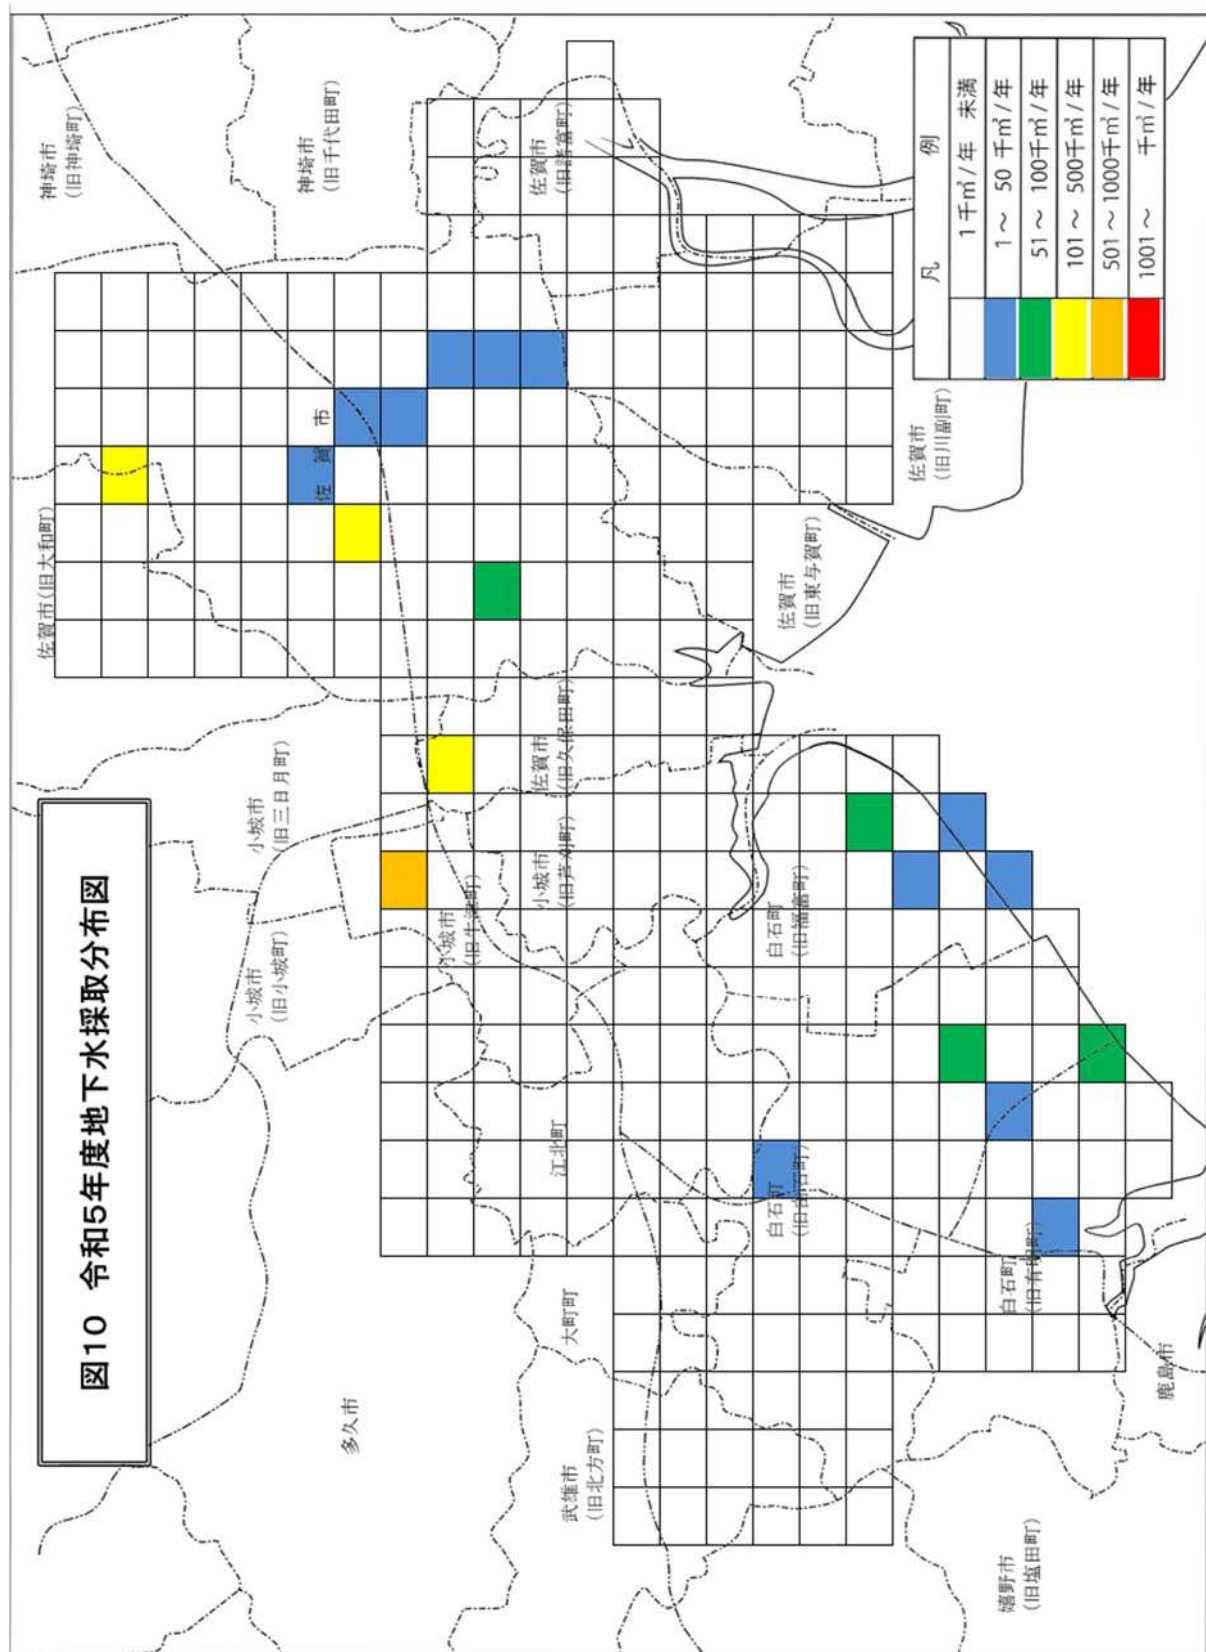 図10 令和5年度地下水採取分布図
神埼市
(旧神埼町)
神埼市
(旧千代田町)
佐賀市
(旧諸富町)
佐賀市(旧大和町)
佐賀市
小城市
(旧三日月町)
小城市
(旧小城町)
小城市
(旧牛津町)
小城市
(旧芦刈町)
佐賀市
(旧久保田町)
佐賀市
(旧東与賀町)
佐賀市
(旧川副町)
多久市
江北町
大町町
武雄市
(旧北方町)
白石町
(旧福富町)
白石町
(旧白石町)
白石町
(旧有明町)
鹿島市
嬉野市
(旧塩田町)
凡例
1千㎥/年 未満
1～ 50千㎥/年
51～ 100千㎥/年
101～ 500千㎥/年
501～1000千㎥/年
1001～ 千㎥/年